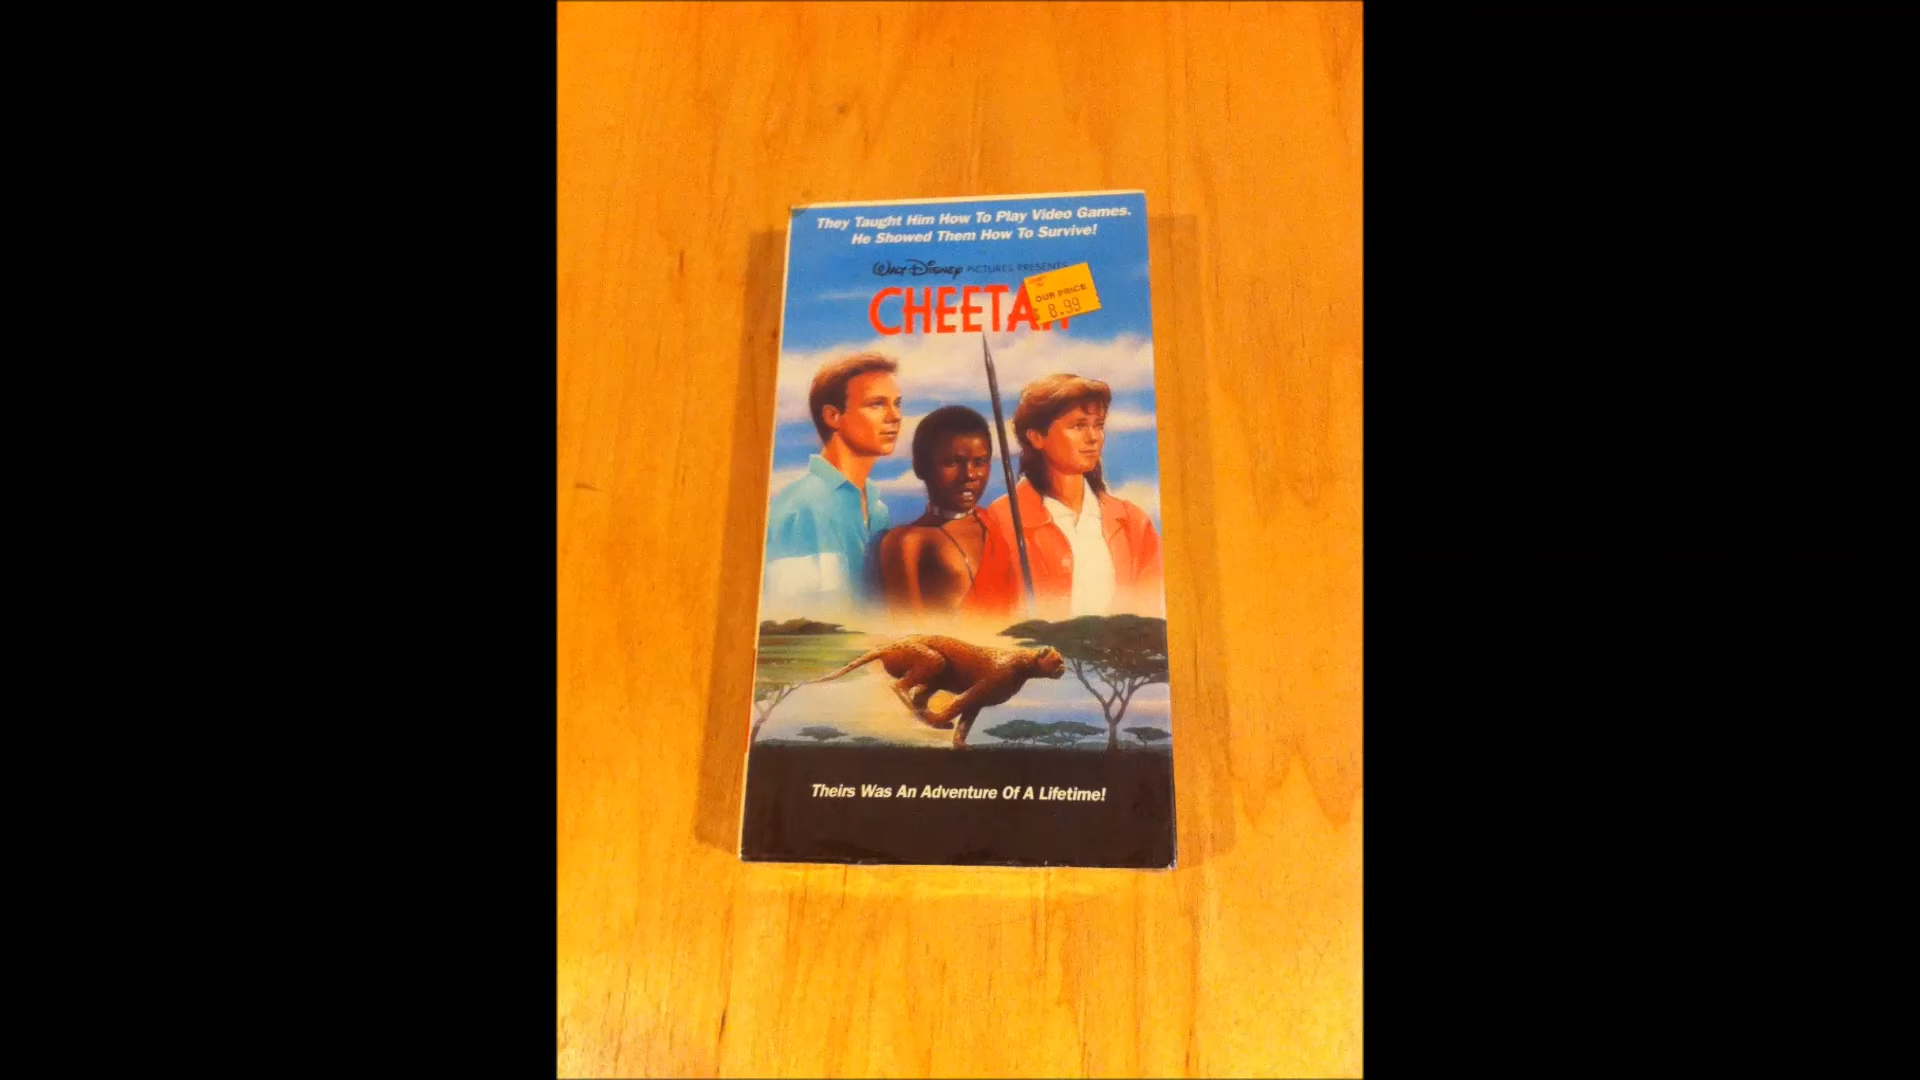 They Taught Him How To Play Video Games.
He Showed Them How To Survive!
WALT DISNEY PICTURES PRESENTS
CHEETAH
OUR PRICE
$ 8.99
Theirs Was An Adventure Of A Lifetime!